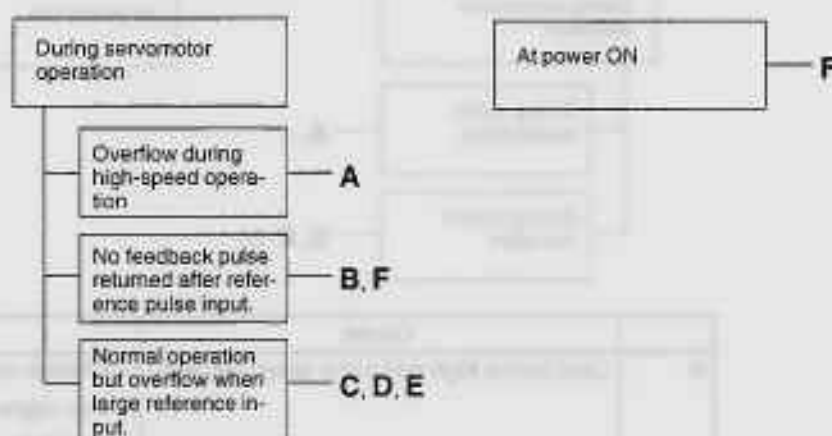 During servomotor
operation
At power ON
F
Overflow during
high-speed opera-
tion
A
No feedback pulse
returned after refer-
ence pulse input.
B, F
Normal operation
but overflow when
large reference in-
put.
C, D, E